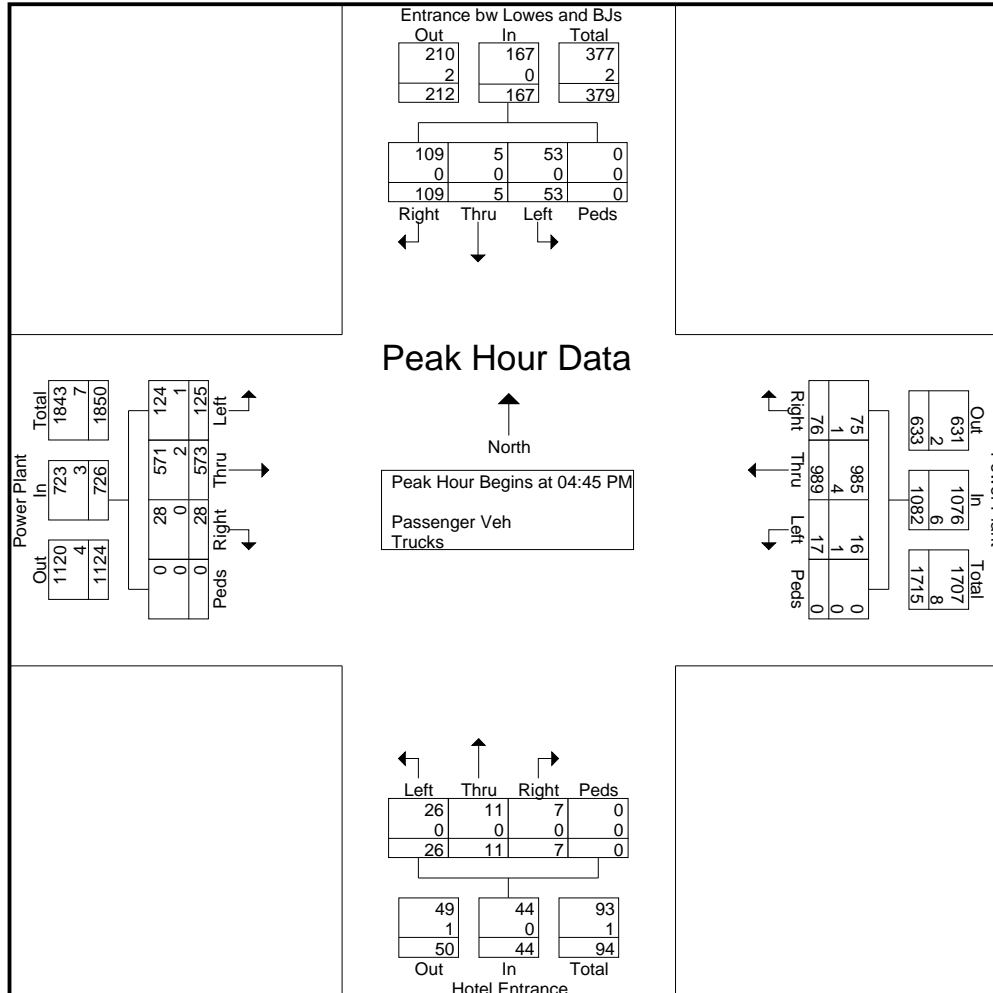 Entrance bw Lowes and BJs
Out In Total
210 167 377
2 0 2
212 167 379
109 5 53 0
0 0 0 0
109 5 53 0
Right Thru Left Peds
Peak Hour Data
North
Peak Hour Begins at 04:45 PM
Passenger Veh
Trucks
Power Plant
Out In Total
1120 723 1843
4 3 7
1124 726 1850
0 28 571 124
0 0 2 1
0 28 573 125
Peds Right Thru Left
Out In Total
631 1076 1707
2 6 8
633 1082 1715
75 985 16 0
1 4 1 0
76 989 17 0
Right Thru Left Peds
Left Thru Right Peds
26 11 7 0
0 0 0 0
26 11 7 0
49 44 93
1 0 1
50 44 94
Out In Total
Hotel Entrance